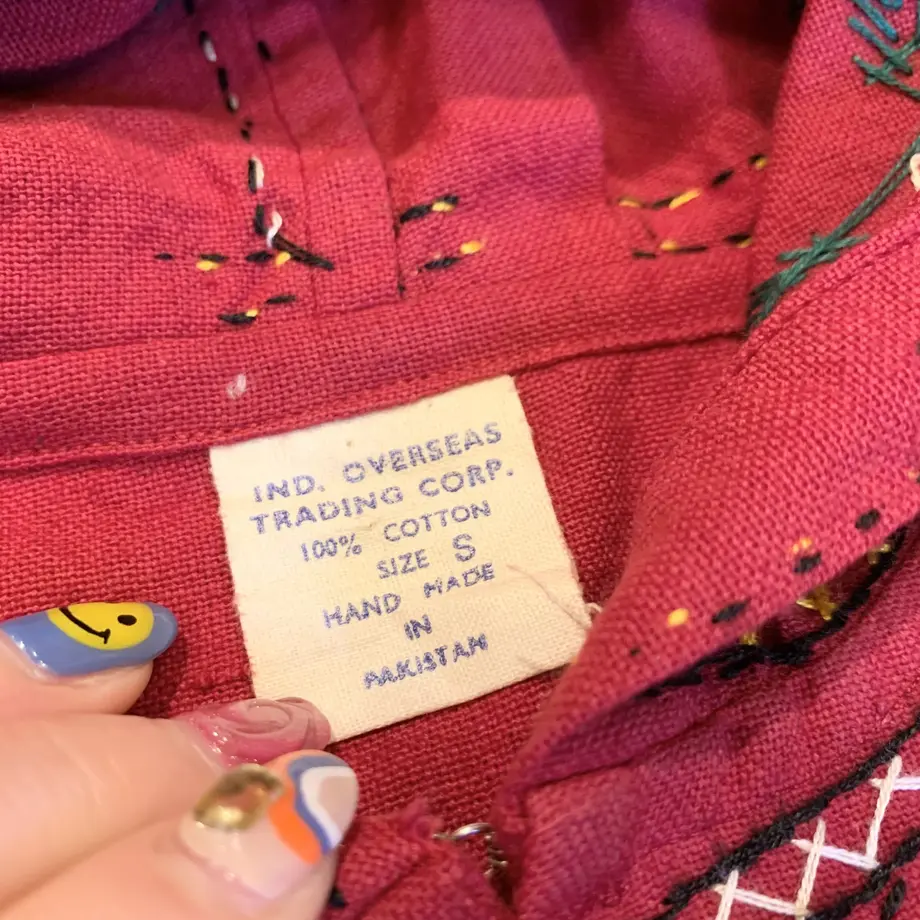 IND. OVERSEAS
TRADING CORP.
100% COTTON
SIZE S
HAND MADE
IN
PAKISTAN